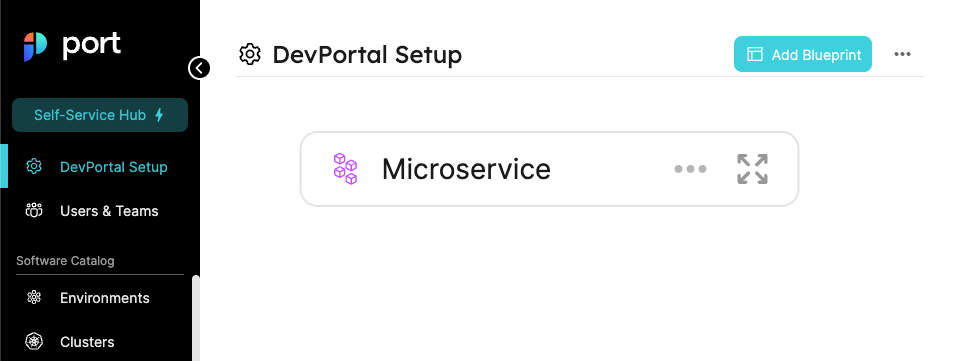 port
Self-Service Hub
DevPortal Setup
Users & Teams
Software Catalog
Environments
Clusters
DevPortal Setup
Add Blueprint
Microservice